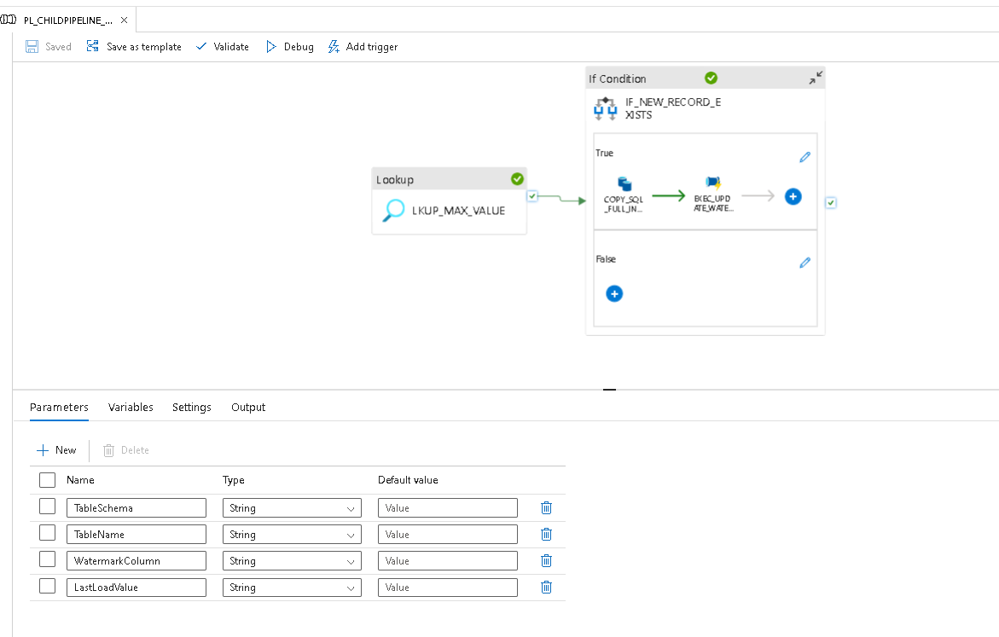 PL_CHILDPIPELINE_...
Saved
Save as template
Validate
Debug
Add trigger
If Condition
IF_NEW_RECORD_E
XISTS
True
Lookup
LKUP_MAX_VALUE
COPY_SQL
_FULL_IN...
EXEC_UPD
ATE_WATE...
False
Parameters
Variables
Settings
Output
New
Delete
Name
Type
Default value
TableSchema
String
Value
TableName
String
Value
WatermarkColumn
String
Value
LastLoadValue
String
Value